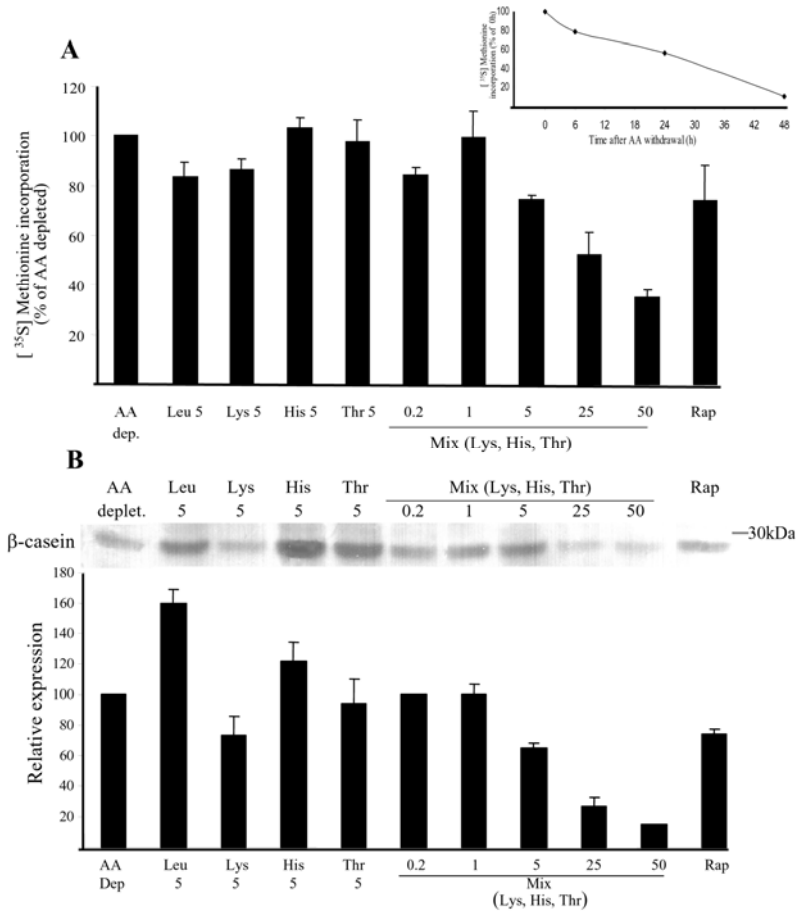 A
[ ³⁵S] Methionine incorporation
(% of AA depleted)
120
100
80
60
40
20
AA dep.
Leu 5
Lys 5
His 5
Thr 5
0.2
1
5
25
50
Rap
Mix (Lys, His, Thr)
[ ³⁵S] Methionine
incorporation (% of 0h)
100
80
60
40
20
0
6
12
18
24
30
36
42
48
Time after AA withdrawal (h)
B
AA deplet.
Leu 5
Lys 5
His 5
Thr 5
Mix (Lys, His, Thr)
0.2
1
5
25
50
Rap
β-casein
30kDa
Relative expression
180
160
140
120
100
80
60
40
20
AA Dep
Leu 5
Lys 5
His 5
Thr 5
0.2
1
5
25
50
Rap
Mix
(Lys, His, Thr)